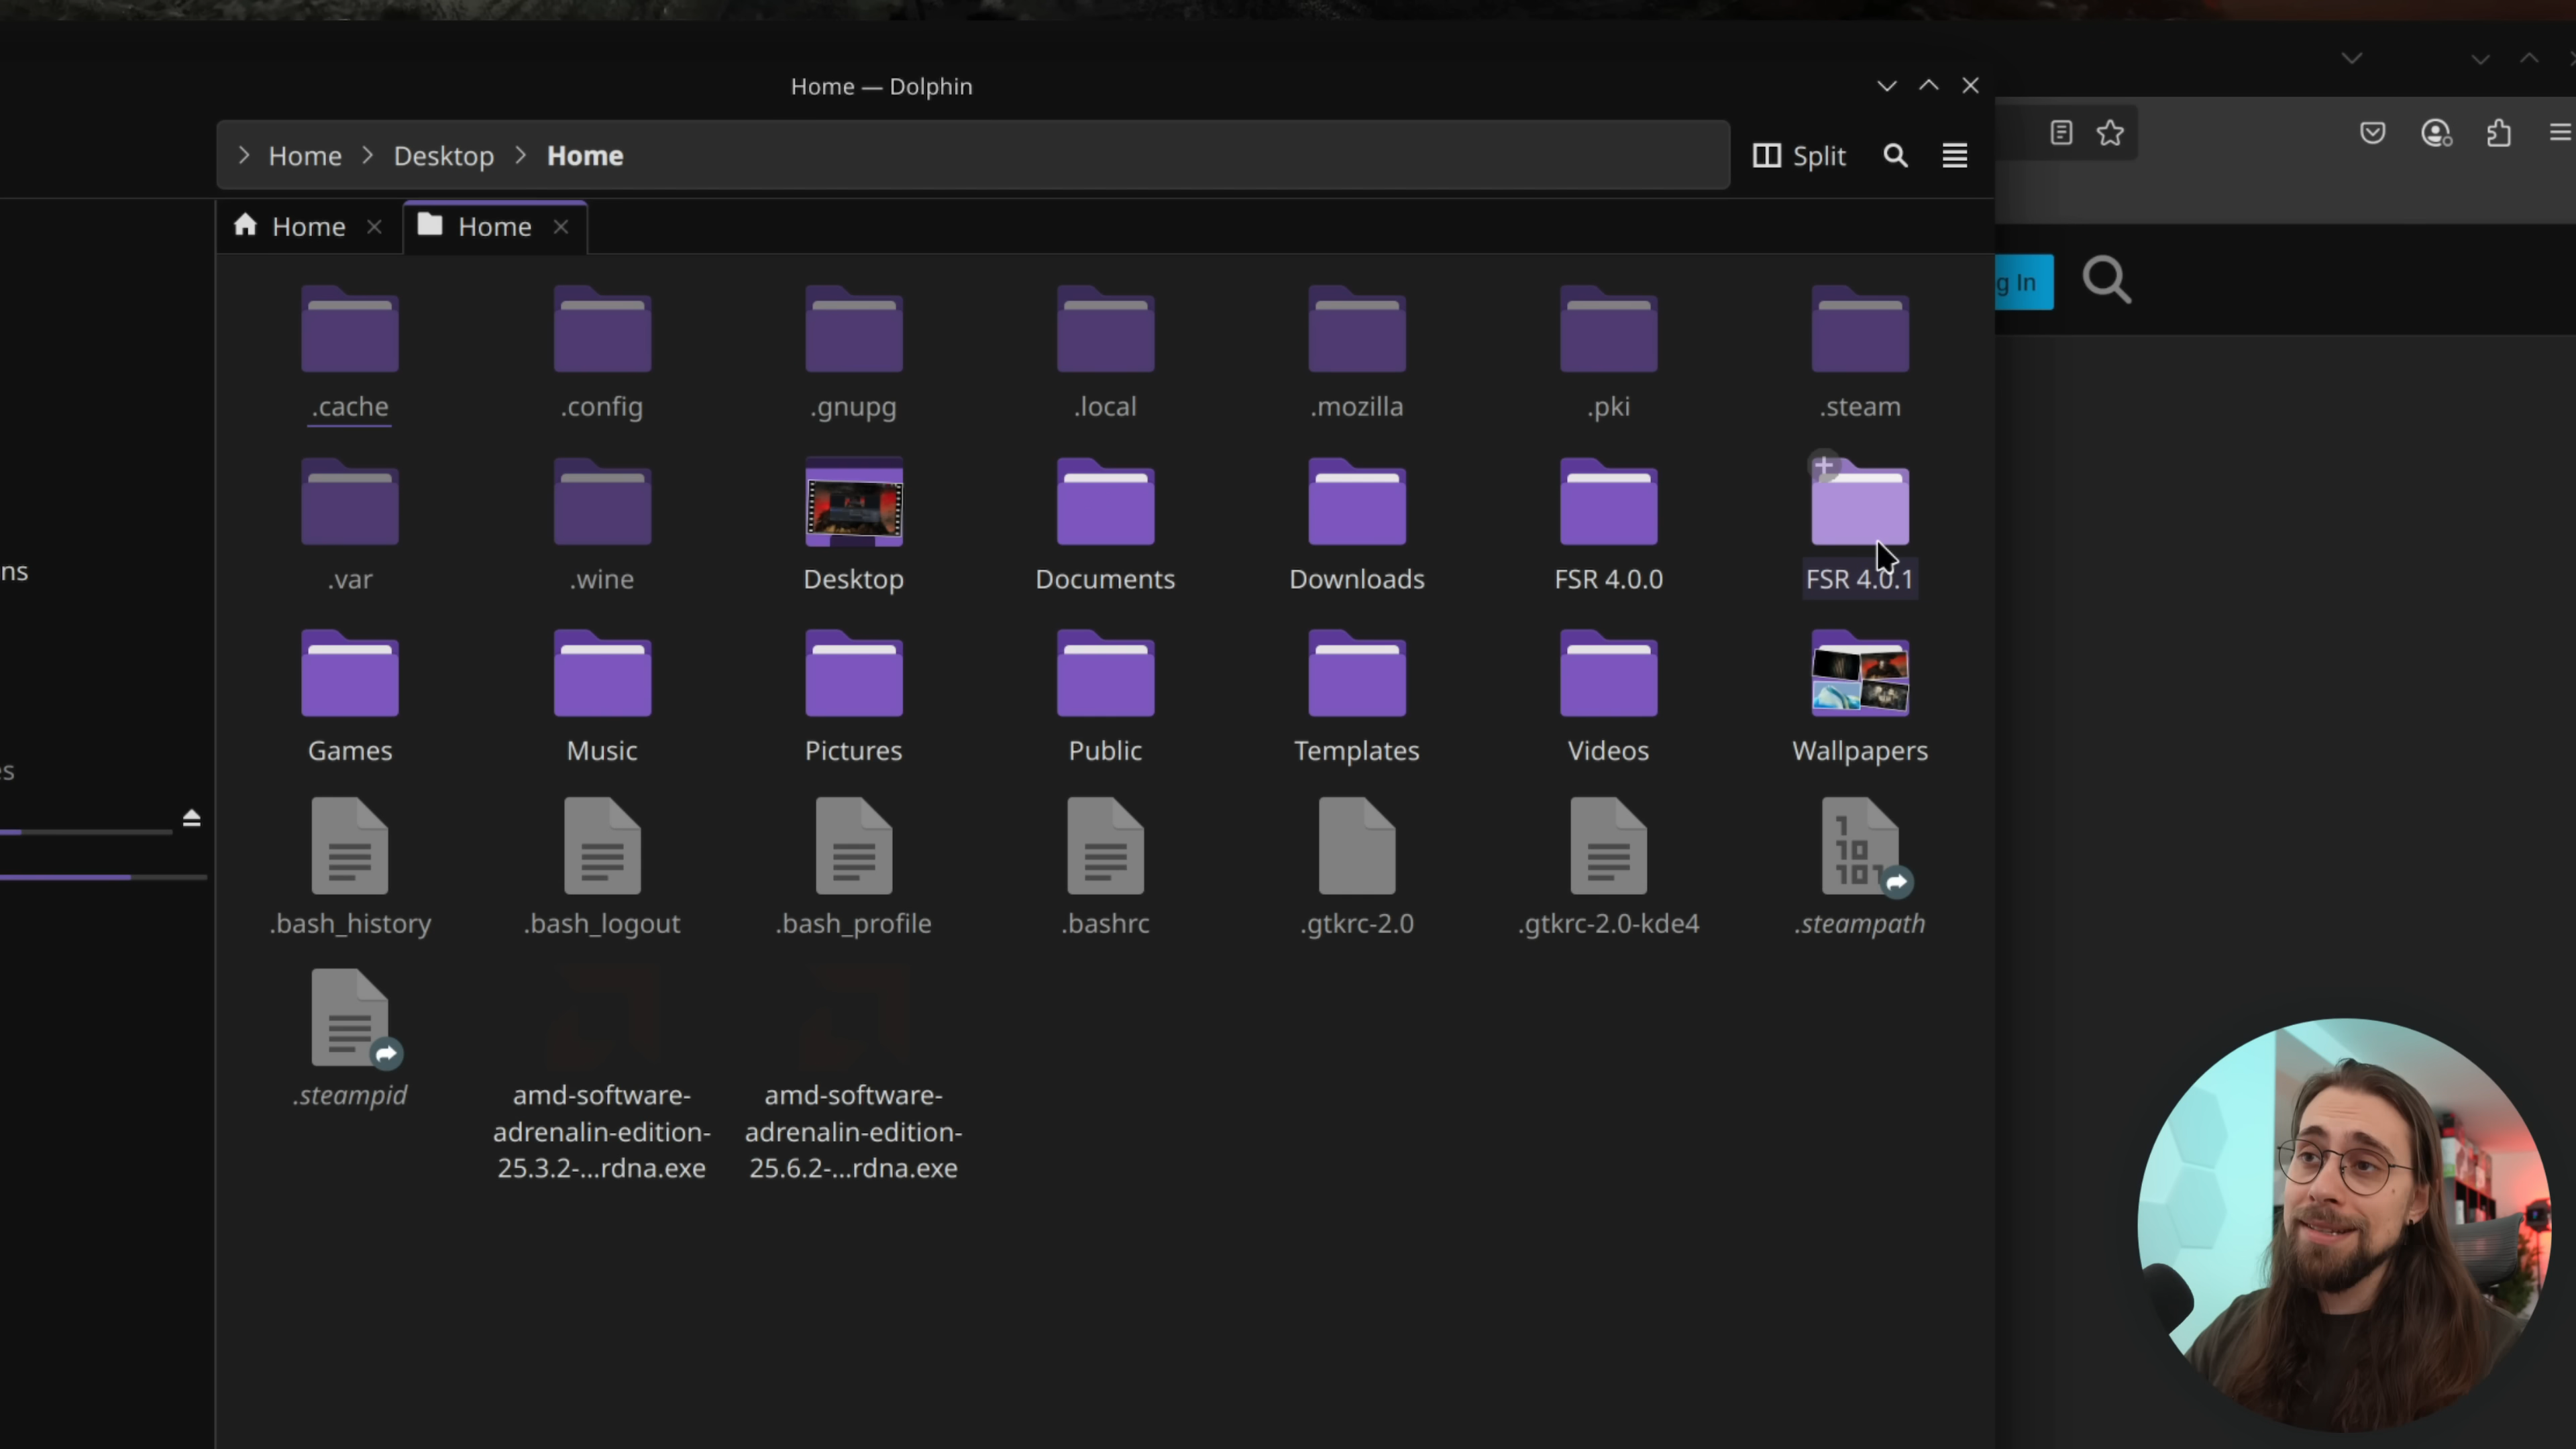 Home — Dolphin
Home > Desktop > Home
Split
Home
Home
g In
.cache
.config
.gnupg
.local
.mozilla
.pki
.steam
.var
.wine
Desktop
Documents
Downloads
FSR 4.0.0
FSR 4.0.1
ns
Games
Music
Pictures
Public
Templates
Videos
Wallpapers
es
.bash_history
.bash_logout
.bash_profile
.bashrc
.gtkrc-2.0
.gtkrc-2.0-kde4
.steampath
.steampid
amd-software-
adrenalin-edition-
25.3.2-...rdna.exe
amd-software-
adrenalin-edition-
25.6.2-...rdna.exe